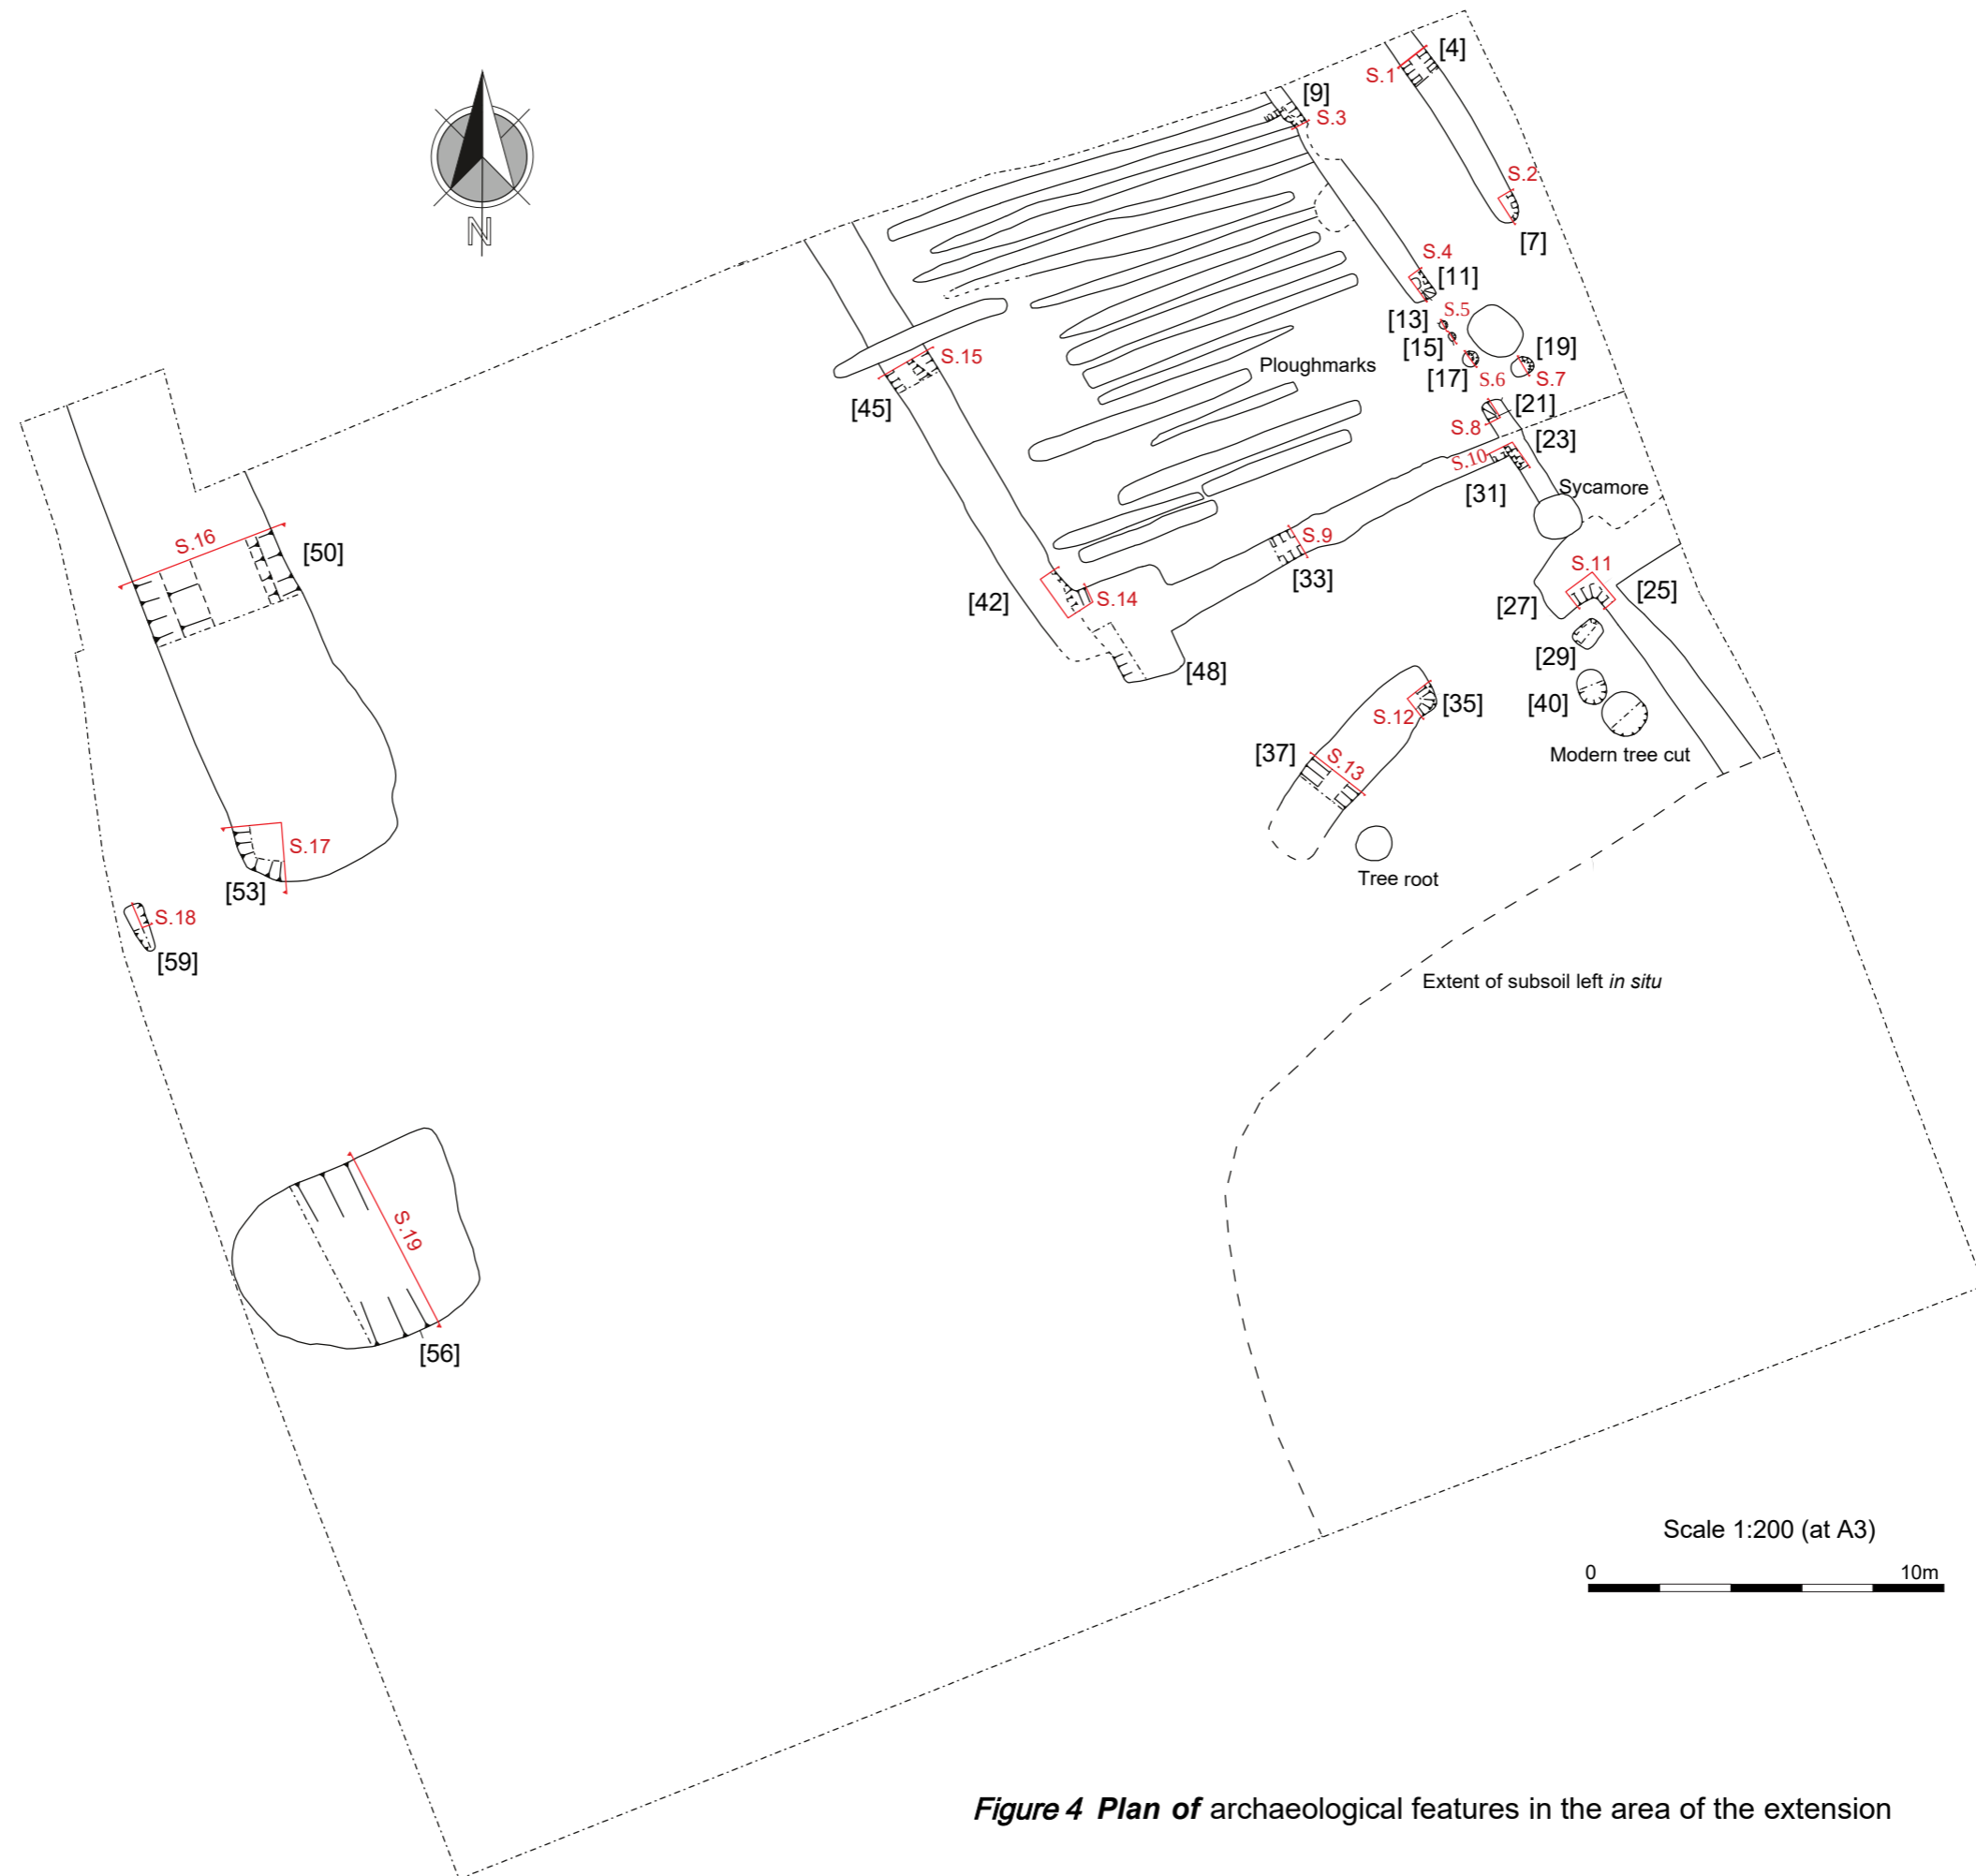 [4]
S.1
[9]
S.3
S.2
[7]
N
S.4
[11]
S.5
[13]
[15]
[19]
S.15
Ploughmarks
[17]
S.6
S.7
[45]
[21]
S.8
[23]
S.10
[31]
Sycamore
S.16
[50]
S.9
[33]
S.11
[25]
[42]
S.14
[27]
[29]
[48]
[35]
[40]
S.12
[37]
S.13
Modern tree cut
S.17
[53]
Tree root
S.18
[59]
Extent of subsoil left in situ
S.19
[56]
Scale 1:200 (at A3)
0 10m
Figure 4 Plan of archaeological features in the area of the extension